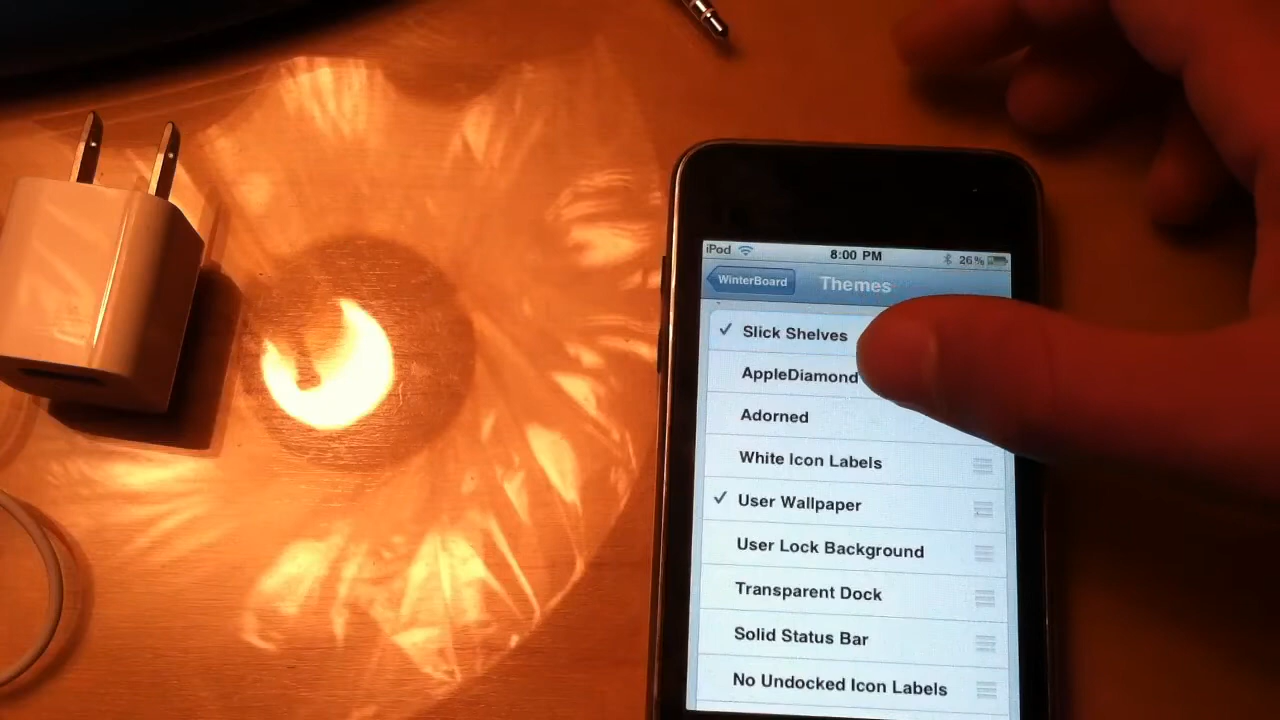 iPod 8:00 PM 26%
WinterBoard Themes
Slick Shelves
AppleDiamond
Adorned
White Icon Labels
User Wallpaper
User Lock Background
Transparent Dock
Solid Status Bar
No Undocked Icon Labels